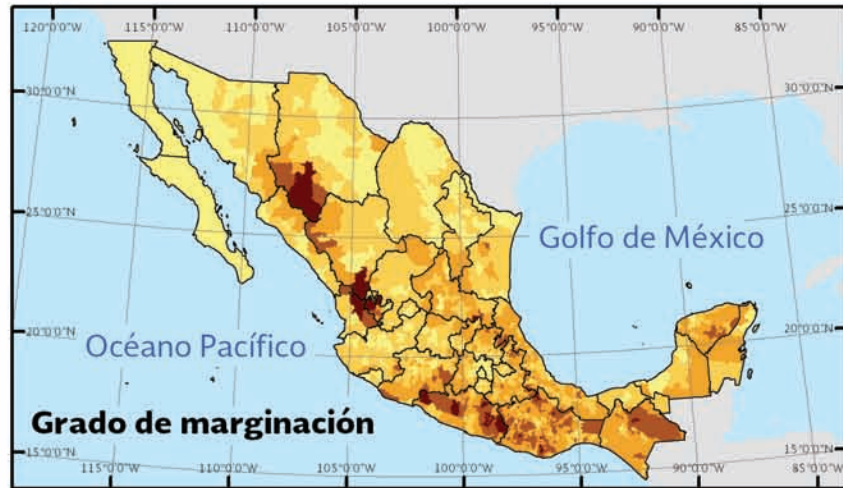 120°0'0"W 115°0'0"W 110°0'0"W 105°0'0"W 100°0'0"W 95°0'0"W 90°0'0"W 85°0'0"W
30°0'0"N 30°0'0"N
25°0'0"N 25°0'0"N
Golfo de México
20°0'0"N 20°0'0"N
Océano Pacífico
Grado de marginación
15°0'0"N 15°0'0"N
115°0'0"W 110°0'0"W 105°0'0"W 100°0'0"W 95°0'0"W 90°0'0"W 85°0'0"W